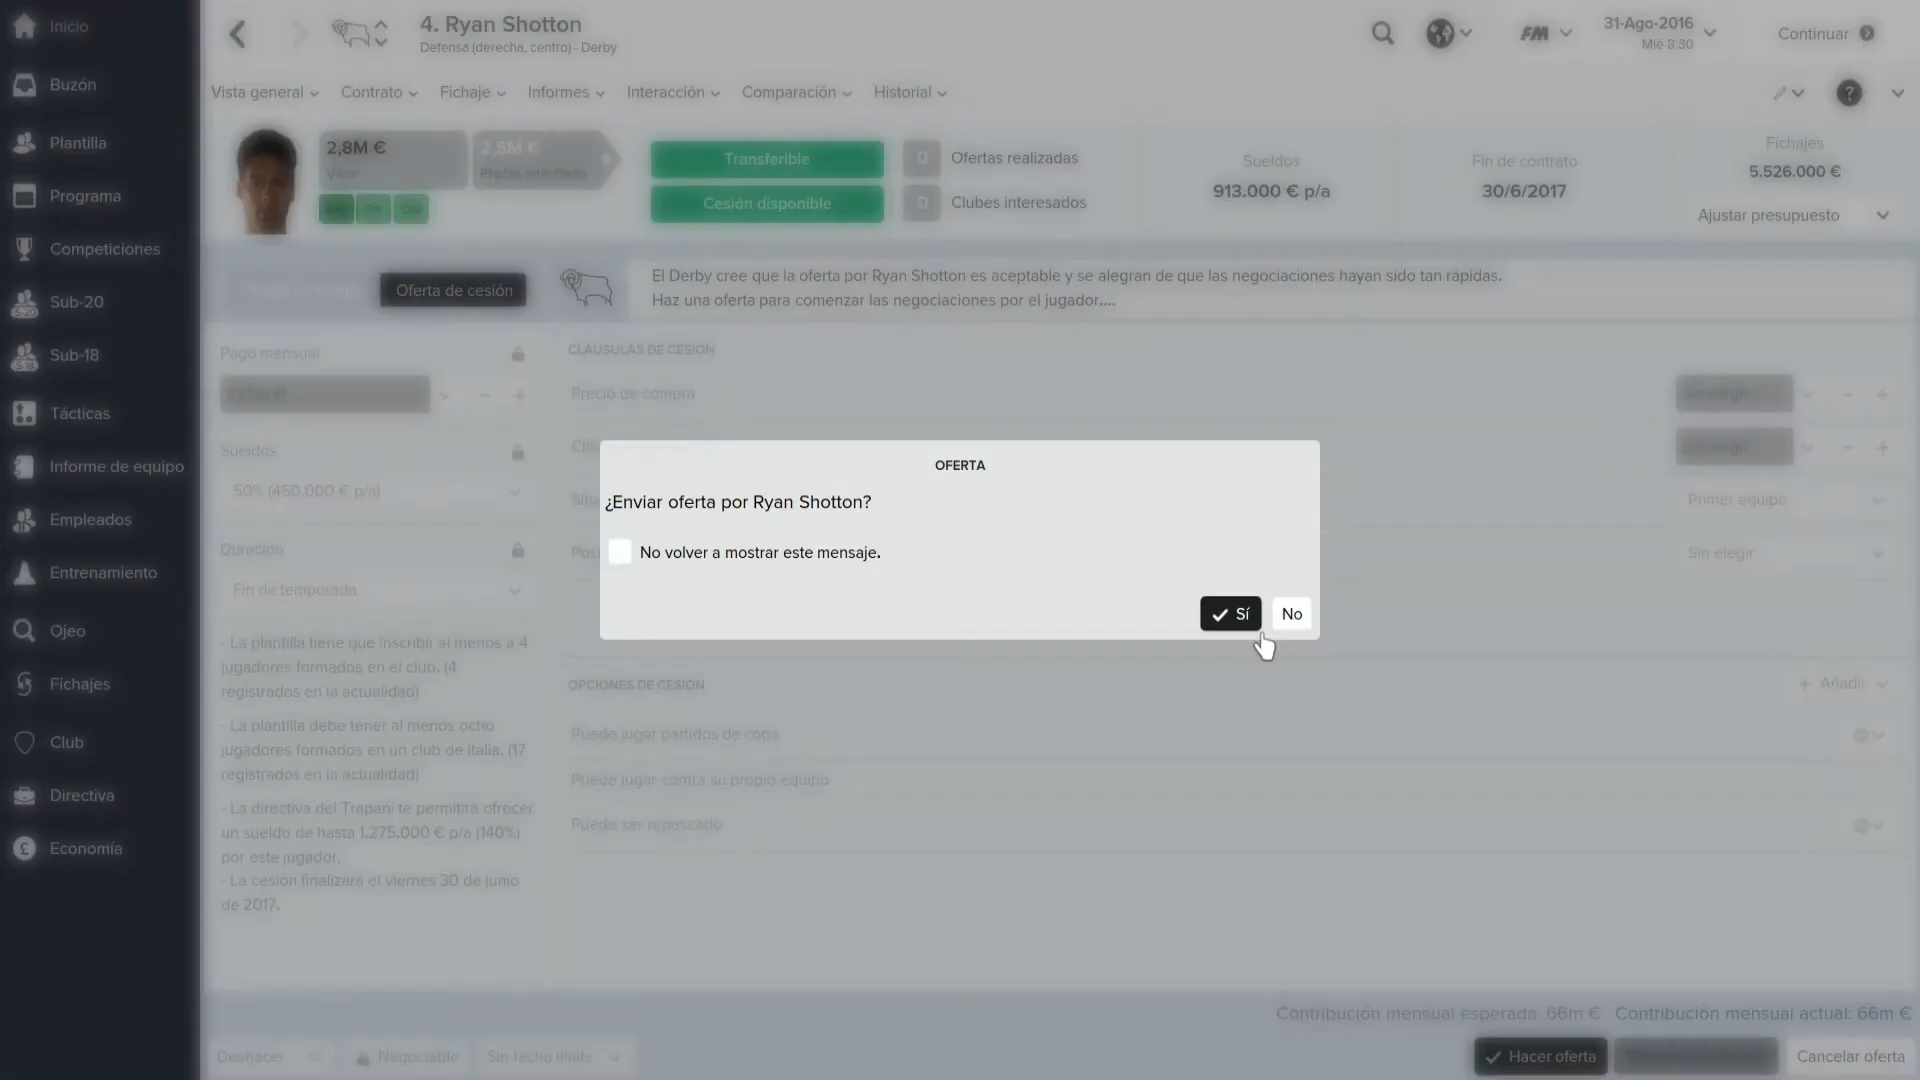 Inicio
Buzón
Plantilla
Programa
Competiciones
Sub-20
Sub-18
Tácticas
Informe de equipo
Empleados
Entrenamiento
Ojeo
Fichajes
Club
Directiva
Economía
4. Ryan Shotton
Defensa (derecha, centro) - Derby
FM
31-Ago-2016
Mie 8:30
Continuar
Vista general
Contrato
Fichaje
Informes
Interacción
Comparación
Historial
2,8M €
Valor
2,5M €
Precio solicitado
Transferible
Cesión disponible
0 Ofertas realizadas
0 Clubes interesados
Sueldos
913.000 € p/a
Fin de contrato
30/6/2017
Fichajes
5.526.000 €
Ajustar presupuesto
Oferta de cesión
El Derby cree que la oferta por Ryan Shotton es aceptable y se alegran de que las negociaciones hayan sido tan rápidas.
Haz una oferta para comenzar las negociaciones por el jugador....
Pago mensual
Sueldos
50% (450.000 € p/a)
Duración
Fin de temporada
- La plantilla tiene que inscribir al menos a 4
jugadores formados en el club. (4
registrados en la actualidad)
- La plantilla debe tener al menos ocho
jugadores formados en un club de Italia. (17
registrados en la actualidad)
- La directiva del Trapani te permitirá ofrecer
un sueldo de hasta 1.275.000 € p/a (140%)
por este jugador.
- La cesión finalizará el viernes 30 de junio
de 2017.
CLÁUSULAS DE CESIÓN
Precio de compra
Sin elegir
Sin elegir
Primer equipo
Sin elegir
OFERTA
¿Enviar oferta por Ryan Shotton?
No volver a mostrar este mensaje.
Sí
No
OPCIONES DE CESIÓN
+ Añadir
Puede jugar partidos de copa
Puede jugar contra su propio equipo
Puede ser repescado
Contribución mensual esperada: 66m €
Contribución mensual actual: 66m €
Deshacer
Negociable
Sin fecha límite
Hacer oferta
Cancelar oferta